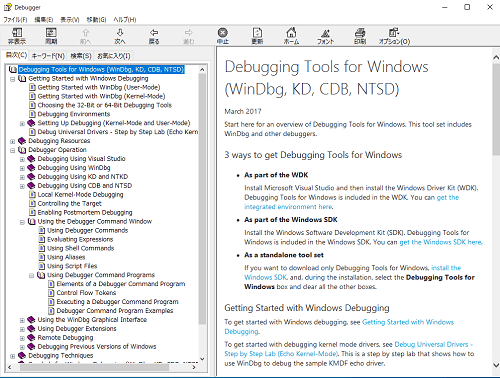 Debugger
ファイル(F) 編集(E) 表示(V) 移動(G) ヘルプ(H)
非表示 同期 前へ 次へ 戻る 進む 中止 更新 ホーム フォント 印刷 オプション(O)
目次(C) キーワード(N) 検索(S) お気に入り(I)
Debugging Tools for Windows (WinDbg, KD, CDB, NTSD)
Getting Started with Windows Debugging
Getting Started with WinDbg (User-Mode)
Getting Started with WinDbg (Kernel-Mode)
Choosing the 32-Bit or 64-Bit Debugging Tools
Debugging Environments
Setting Up Debugging (Kernel-Mode and User-Mode)
Debug Universal Drivers - Step by Step Lab (Echo Kern
Debugging Resources
Debugger Operation
Debugging Using Visual Studio
Debugging Using WinDbg
Debugging Using KD and NTKD
Debugging Using CDB and NTSD
Local Kernel-Mode Debugging
Controlling the Target
Enabling Postmortem Debugging
Using the Debugger Command Window
Using Debugger Commands
Evaluating Expressions
Using Shell Commands
Using Aliases
Using Script Files
Using Debugger Command Programs
Elements of a Debugger Command Program
Control Flow Tokens
Executing a Debugger Command Program
Debugger Command Program Examples
Using the WinDbg Graphical Interface
Using Debugger Extensions
Remote Debugging
Debugging Previous Versions of Windows
Debugging Techniques
Debugging Tools for Windows
(WinDbg, KD, CDB, NTSD)
March 2017
Start here for an overview of Debugging Tools for Windows. This tool set includes
WinDbg and other debuggers.
3 ways to get Debugging Tools for Windows
• As part of the WDK
Install Microsoft Visual Studio and then install the Windows Driver Kit (WDK).
Debugging Tools for Windows is included in the WDK. You can get the
integrated environment here.
• As part of the Windows SDK
Install the Windows Software Development Kit (SDK). Debugging Tools for
Windows is included in the Windows SDK. You can get the Windows SDK here.
• As a standalone tool set
If you want to download only Debugging Tools for Windows, install the
Windows SDK, and, during the installation, select the Debugging Tools for
Windows box and clear all the other boxes.
Getting Started with Windows Debugging
To get started with Windows debugging, see Getting Started with Windows
Debugging.
To get started with debugging kernel mode drivers, see Debug Universal Drivers -
Step by Step Lab (Echo Kernel-Mode). This is a step by step lab that shows how to
use WinDbg to debug the sample KMDF echo driver.